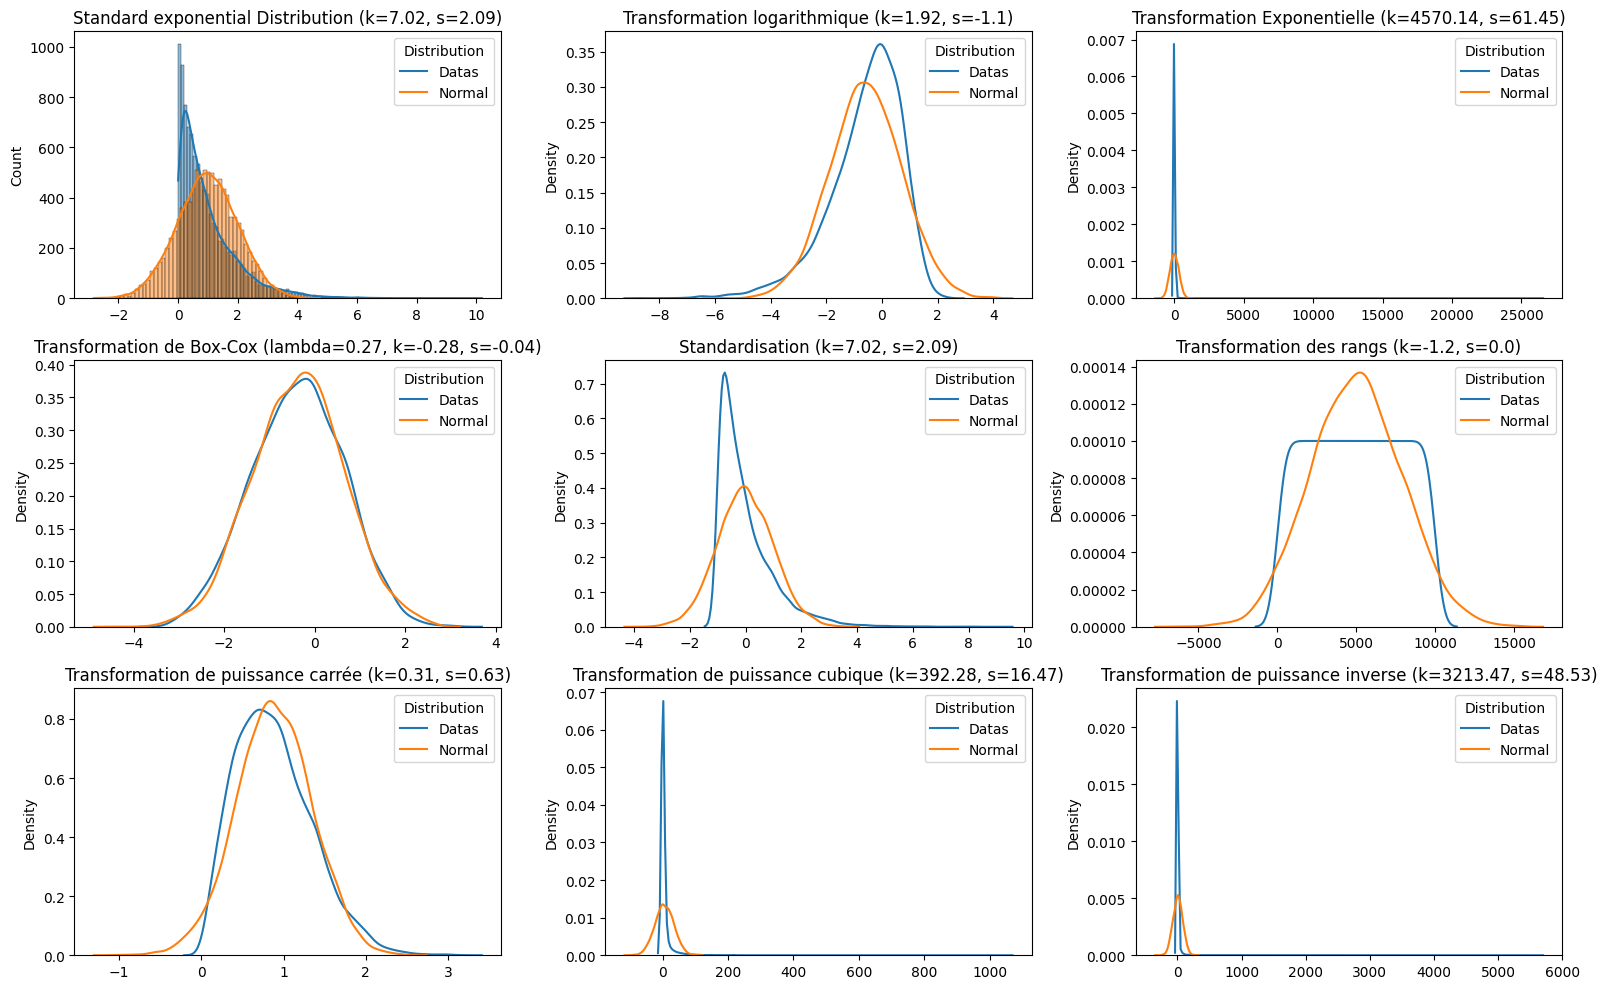 Standard exponential Distribution (k=7.02, s=2.09)
Count
1000
800
600
400
200
0
Distribution
Datas
Normal
−2 0 2 4 6 8 10
Transformation logarithmique (k=1.92, s=-1.1)
Density
0.35
0.30
0.25
0.20
0.15
0.10
0.05
0.00
Distribution
Datas
Normal
−8 −6 −4 −2 0 2 4
Transformation Exponentielle (k=4570.14, s=61.45)
Density
0.007
0.006
0.005
0.004
0.003
0.002
0.001
0.000
Distribution
Datas
Normal
0 5000 10000 15000 20000 25000
Transformation de Box-Cox (lambda=0.27, k=-0.28, s=-0.04)
Density
0.40
0.35
0.30
0.25
0.20
0.15
0.10
0.05
0.00
Distribution
Datas
Normal
−4 −2 0 2 4
Standardisation (k=7.02, s=2.09)
Density
0.7
0.6
0.5
0.4
0.3
0.2
0.1
0.0
Distribution
Datas
Normal
−4 −2 0 2 4 6 8 10
Transformation des rangs (k=-1.2, s=0.0)
Density
0.00014
0.00012
0.00010
0.00008
0.00006
0.00004
0.00002
0.00000
Distribution
Datas
Normal
−5000 0 5000 10000 15000
Transformation de puissance carrée (k=0.31, s=0.63)
Density
0.8
0.6
0.4
0.2
0.0
Distribution
Datas
Normal
−1 0 1 2 3
Transformation de puissance cubique (k=392.28, s=16.47)
Density
0.07
0.06
0.05
0.04
0.03
0.02
0.01
0.00
Distribution
Datas
Normal
0 200 400 600 800 1000
Transformation de puissance inverse (k=3213.47, s=48.53)
Density
0.020
0.015
0.010
0.005
0.000
Distribution
Datas
Normal
0 1000 2000 3000 4000 5000 6000